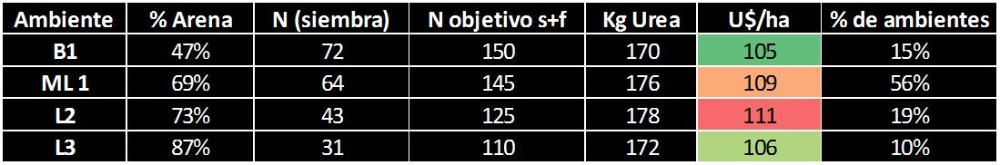 Ambiente % Arena N (siembra) N objetivo s+f Kg Urea U$/ha % de ambientes
B1 47% 72 150 170 105 15%
ML 1 69% 64 145 176 109 56%
L2 73% 43 125 178 111 19%
L3 87% 31 110 172 106 10%